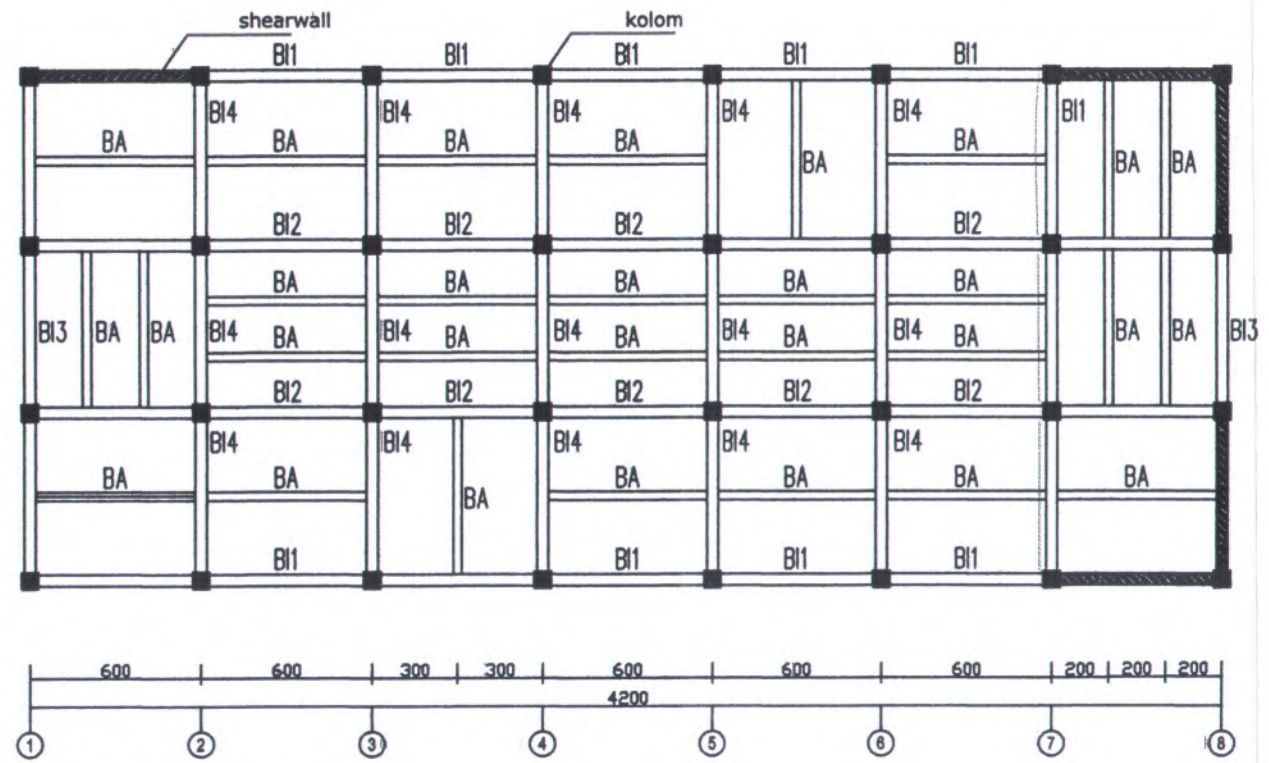 shearwall kolom
BI1 BI1 BI1 BI1 BI1
BI4 BI4 BI4 BI4 BI4 BI1
BA BA BA BA BA
BA BA BA
BI2 BI2 BI2 BI2
BA BA BA BA BA
BI3 BA BA BI4 BI4 BI4 BI4 BI4 BA BA BI3
BA BA BA BA BA
BI2 BI2 BI2 BI2 BI2
BI4 BI4 BI4 BI4 BI4
BA BA BA BA BA BA
BA
BI1 BI1 BI1 BI1
600 600 300 300 600 600 600 200 200 200
4200
1 2 3 4 5 6 7 8